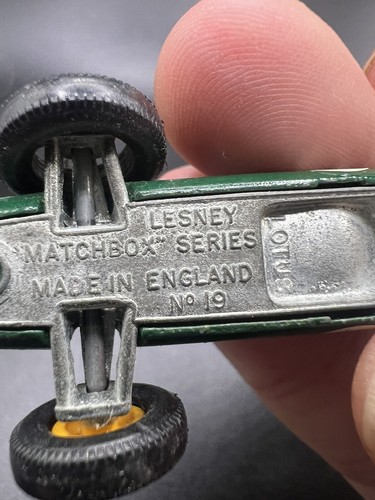 LESNEY
MATCHBOX" SERIES
MADE IN ENGLAND
Nº 19
LOTUS